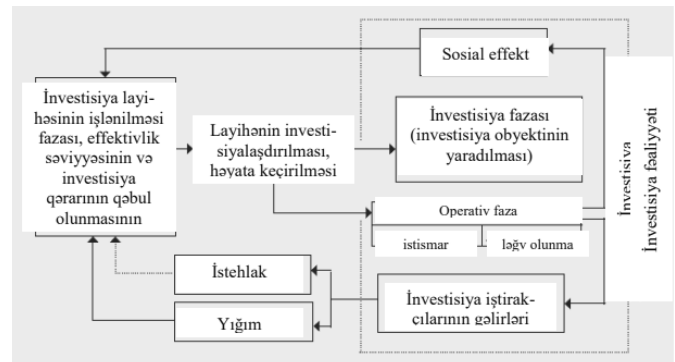 Sosial effekt
İnvestisiya layi-
həsinin işlənilməsi
fazası, effektivlik
səviyyəsinin və
investisiya
qərarının qəbul
olunmasının
Layihənin investi-
siyalaşdırılması,
həyata keçirilməsi
İnvestisiya fazası
(investisiya obyektinin
yaradılması)
Operativ faza
istismar
ləğv olunma
İstehlak
Yığım
İnvestisiya iştirak-
çılarının gəlirləri
İnvestisiya
İnvestisiya fəaliyyəti